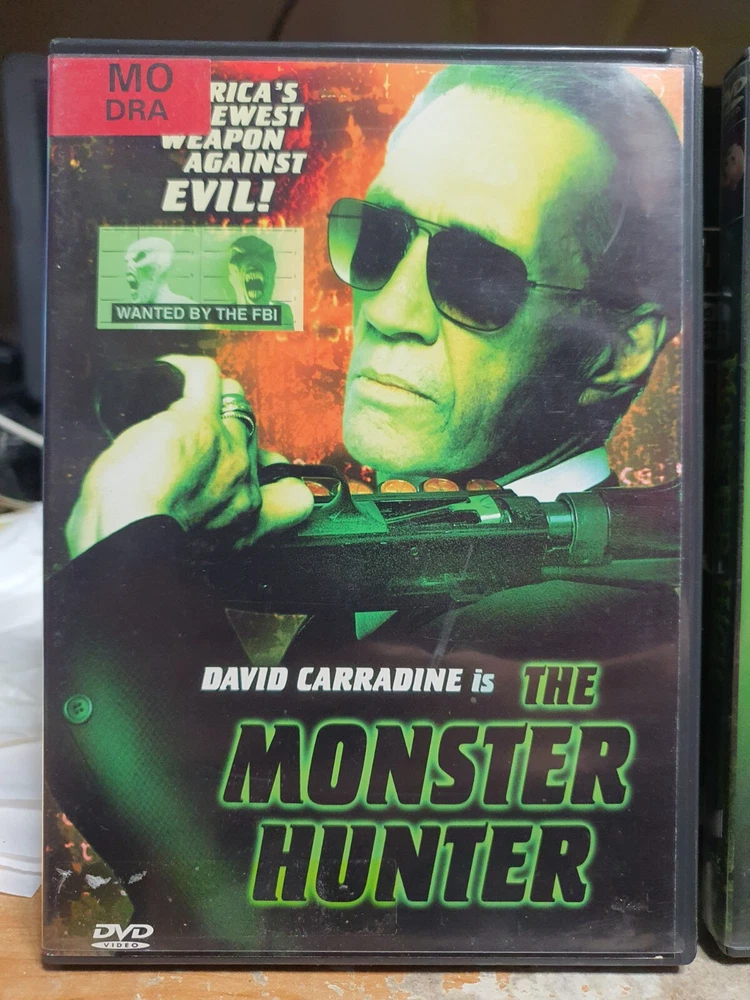 MO
DRA
RICA'S
EWEST
WEAPON
AGAINST
EVIL!
WANTED BY THE FBI
DAVID CARRADINE is THE
MONSTER
HUNTER
DVD
VIDEO